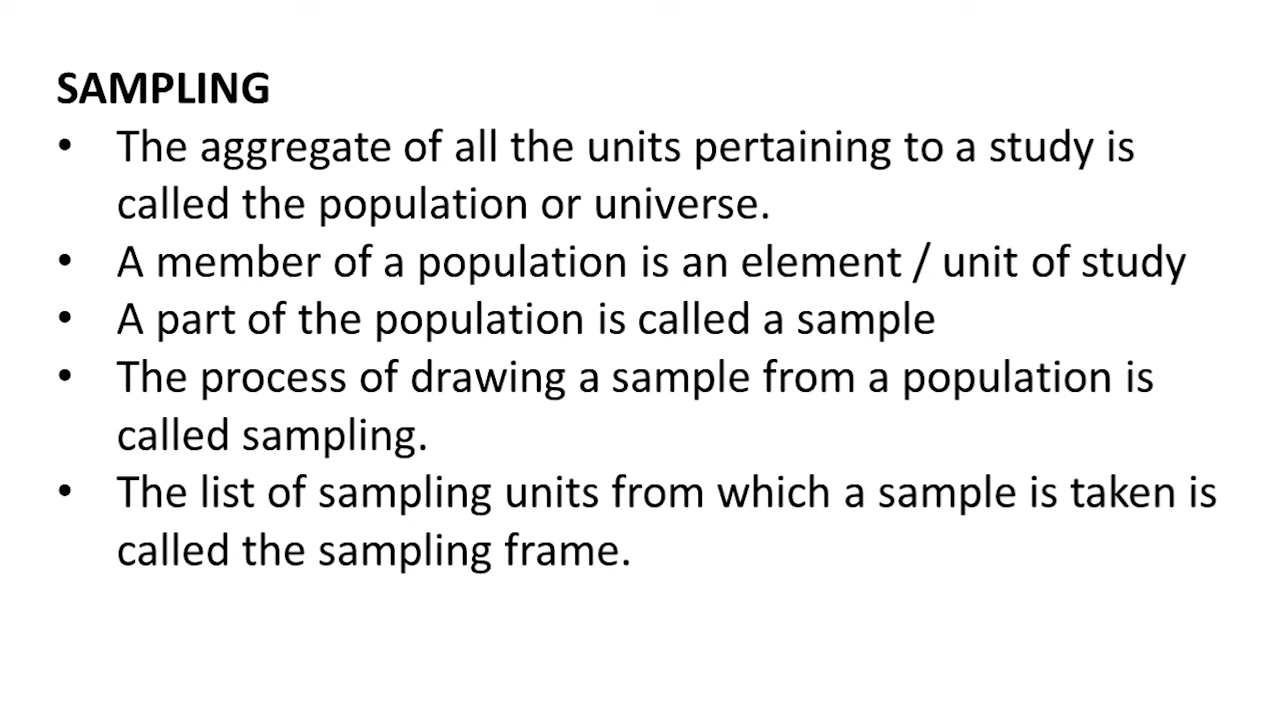 SAMPLING
• The aggregate of all the units pertaining to a study is
called the population or universe.
• A member of a population is an element / unit of study
• A part of the population is called a sample
• The process of drawing a sample from a population is
called sampling.
• The list of sampling units from which a sample is taken is
called the sampling frame.